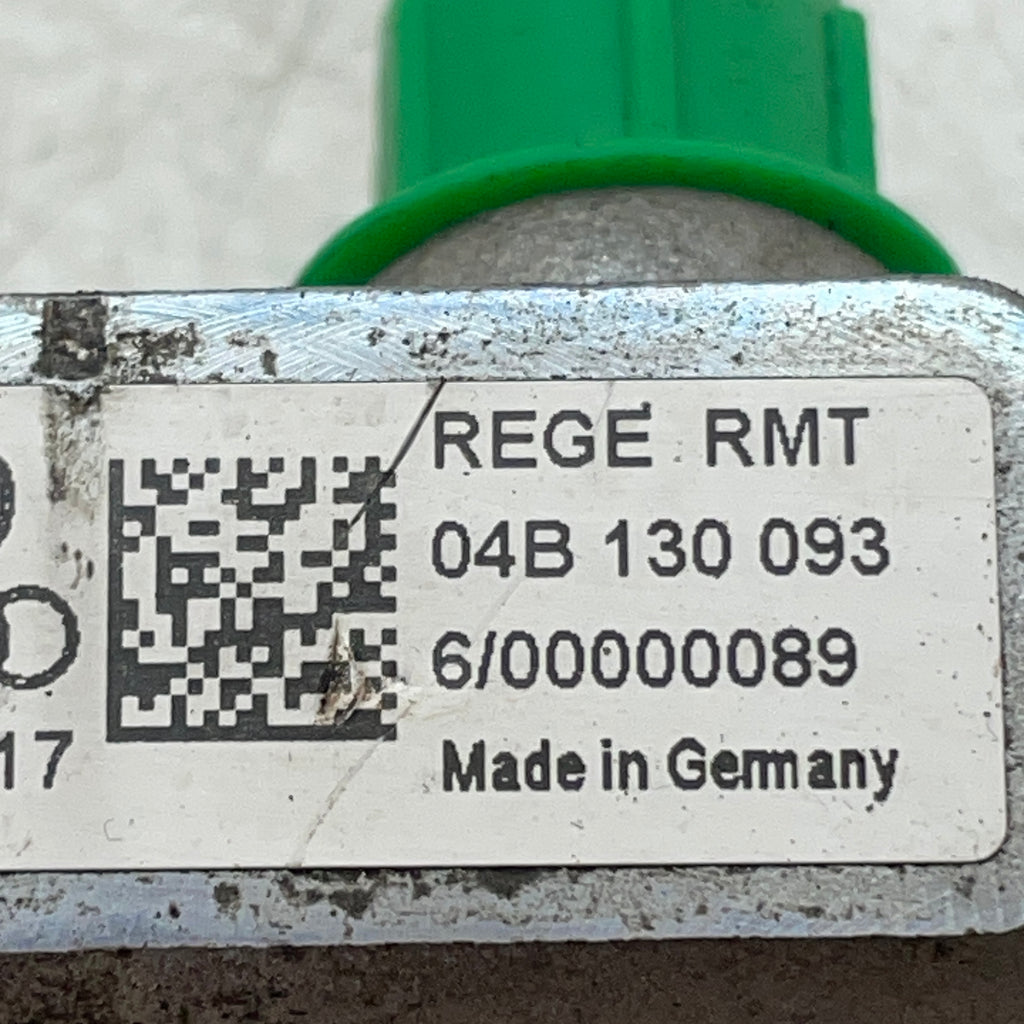 REGE RMT
04B 130 093
6/00000089
17
Made in Germany